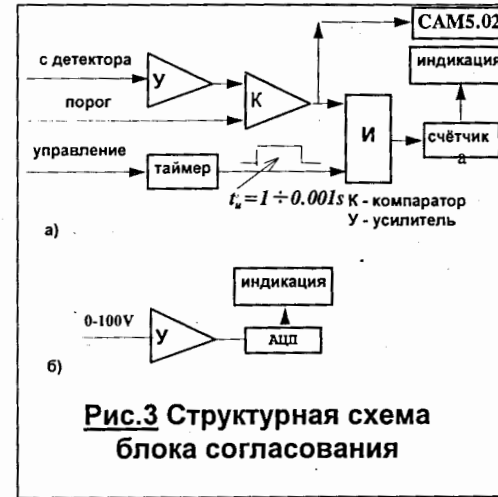 САМ5.02
индикация
с детектора
У
порог
К
управление
таймер
И
счётчик
а
tи=1÷0.001s
К - компаратор
У - усилитель
а)
индикация
0-100V
У
АЦП
б)
Рис.3 Структурная схема
блока согласования